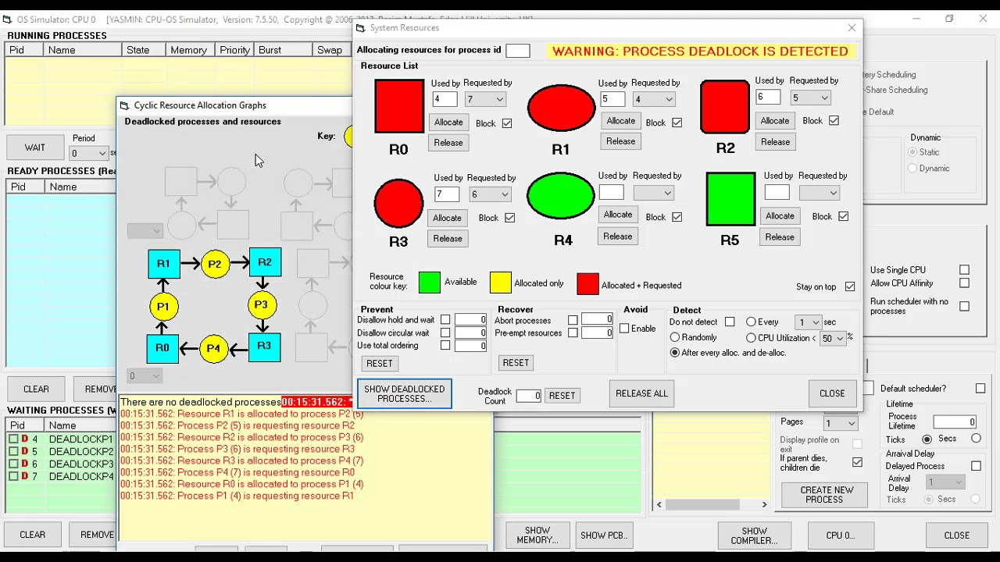 OS Simulator: CPU 0 [YASMIN: CPU-OS Simulator, Version: 7.5.50, Copyright @ 2006-
RUNNING PROCESSES
Pid Name State Memory Priority Burst Swap
WAIT
Period
0
READY PROCESSES (Rea
Pid Name
CLEAR REMOVE
WAITING PROCESSES (W
Pid Name
D 4 DEADLOCKP1
D 5 DEADLOCKP2
D 6 DEADLOCKP3
D 7 DEADLOCKP4
CLEAR REMOVE
Cyclic Resource Allocation Graphs
Deadlocked processes and resources
Key:
R1 P2 R2
P1 P3
R0 P4 R3
0
There are no deadlocked processes00:15:31.562: *
00:15:31.562: Resource R1 is allocated to process P2 (5)
00:15:31.562: Process P2 (5) is requesting resource R2
00:15:31.562: Resource R2 is allocated to process P3 (6)
00:15:31.562: Process P3 (6) is requesting resource R3
00:15:31.562: Resource R3 is allocated to process P4 (7)
00:15:31.562: Process P4 (7) is requesting resource R0
00:15:31.562: Resource R0 is allocated to process P1 (4)
00:15:31.562: Process P1 (4) is requesting resource R1
System Resources
Allocating resources for process id
WARNING: PROCESS DEADLOCK IS DETECTED
Resource List
Used by Requested by
4 7
Allocate Block
Release
R0
Used by Requested by
5 4
Allocate Block
Release
R1
Used by Requested by
6 5
Allocate Block
Release
R2
Used by Requested by
7 6
Allocate Block
Release
R3
Used by Requested by
Allocate Block
Release
R4
Used by Requested by
Allocate Block
Release
R5
Resource colour key:
Available
Allocated only
Allocated + Requested
Stay on top
Prevent
Disallow hold and wait 0
Disallow circular wait 0
Use total ordering 0
RESET
Recover
Abort processes 0
Pre-empt resources 0
RESET
Avoid
Enable
Detect
Do not detect Every 1 sec
Randomly CPU Utilization < 50 %
After every alloc. and de-alloc.
SHOW DEADLOCKED
PROCESSES...
Deadlock
Count
0 RESET
RELEASE ALL
CLOSE
tery Scheduling
-Share Scheduling
e Default
Dynamic
Static
Dynamic
Use Single CPU
Allow CPU Affinity
Run scheduler with no
processes
Default scheduler?
Pages 1
Display profile on
exit
If parent dies,
children die
CREATE NEW
PROCESS
Lifetime
Process
Lifetime
0
Ticks Secs
Arraival Delay
Delayed Process
Arrival
Delay
1
Ticks Secs
SHOW
MEMORY...
SHOW PCB..
SHOW
COMPILER...
CPU 0...
CLOSE